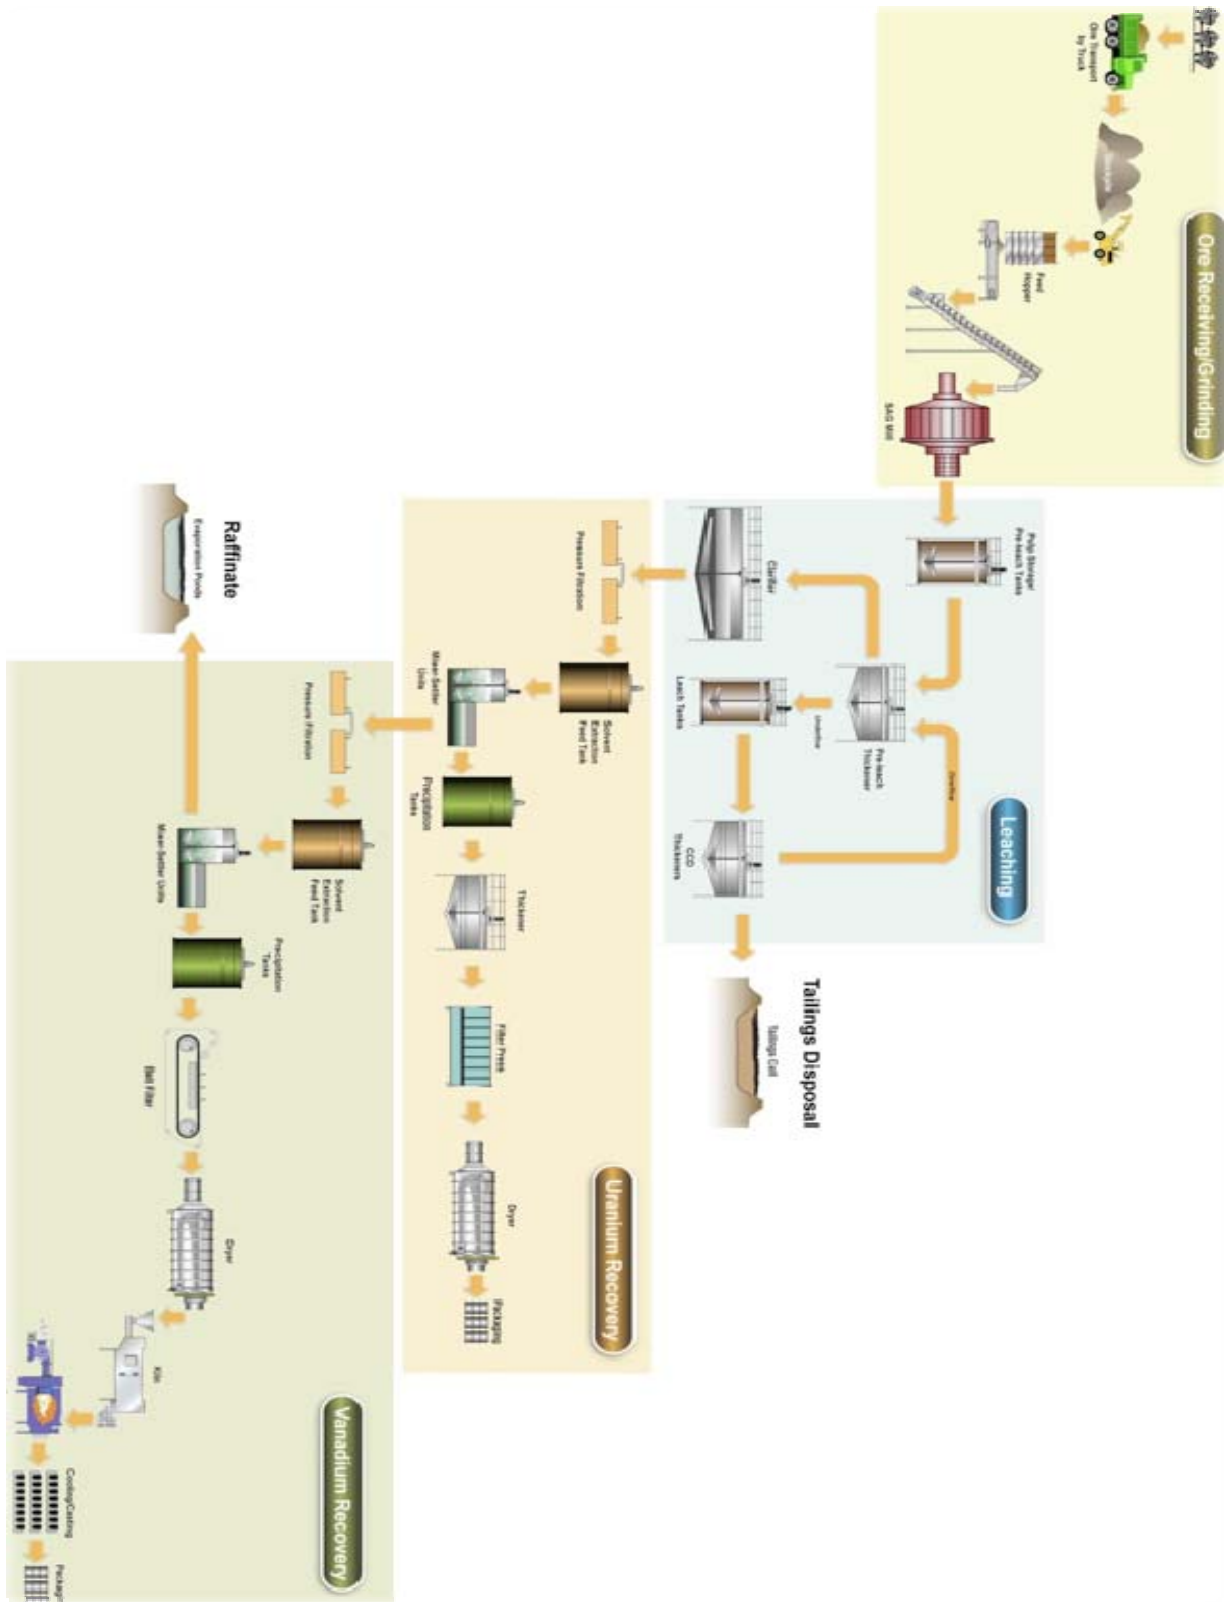 Ore Receiving/Grinding
Ore Transport
by Truck
Stockpile
Feed
Hopper
SAG Mill
Leaching
Pulp Storage/
Pre-leach Tanks
Pre-leach
Thickener
Overflow
Underflow
Clarifier
Leach Tanks
CCD
Thickeners
Tailings Disposal
Tailings Cell
Uranium Recovery
Pressure Filtration
Solvent
Extraction
Feed Tank
Mixer-Settler
Units
Precipitation
Tanks
Thickener
Filter Press
Dryer
Packaging
Raffinate
Evaporation Ponds
Vanadium Recovery
Pressure Filtration
Solvent
Extraction
Feed Tank
Mixer-Settler Units
Precipitation
Tanks
Belt Filter
Dryer
Kiln
Cooling/Casting
Packagi